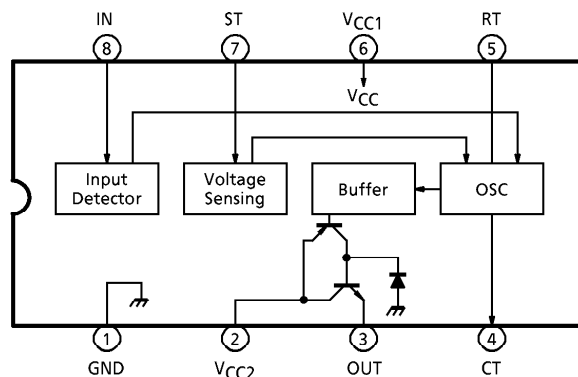 IN ST VCC1 RT
8 7 6 5
VCC
Input
Detector
Voltage
Sensing
Buffer
OSC
1 2 3 4
GND VCC2 OUT CT